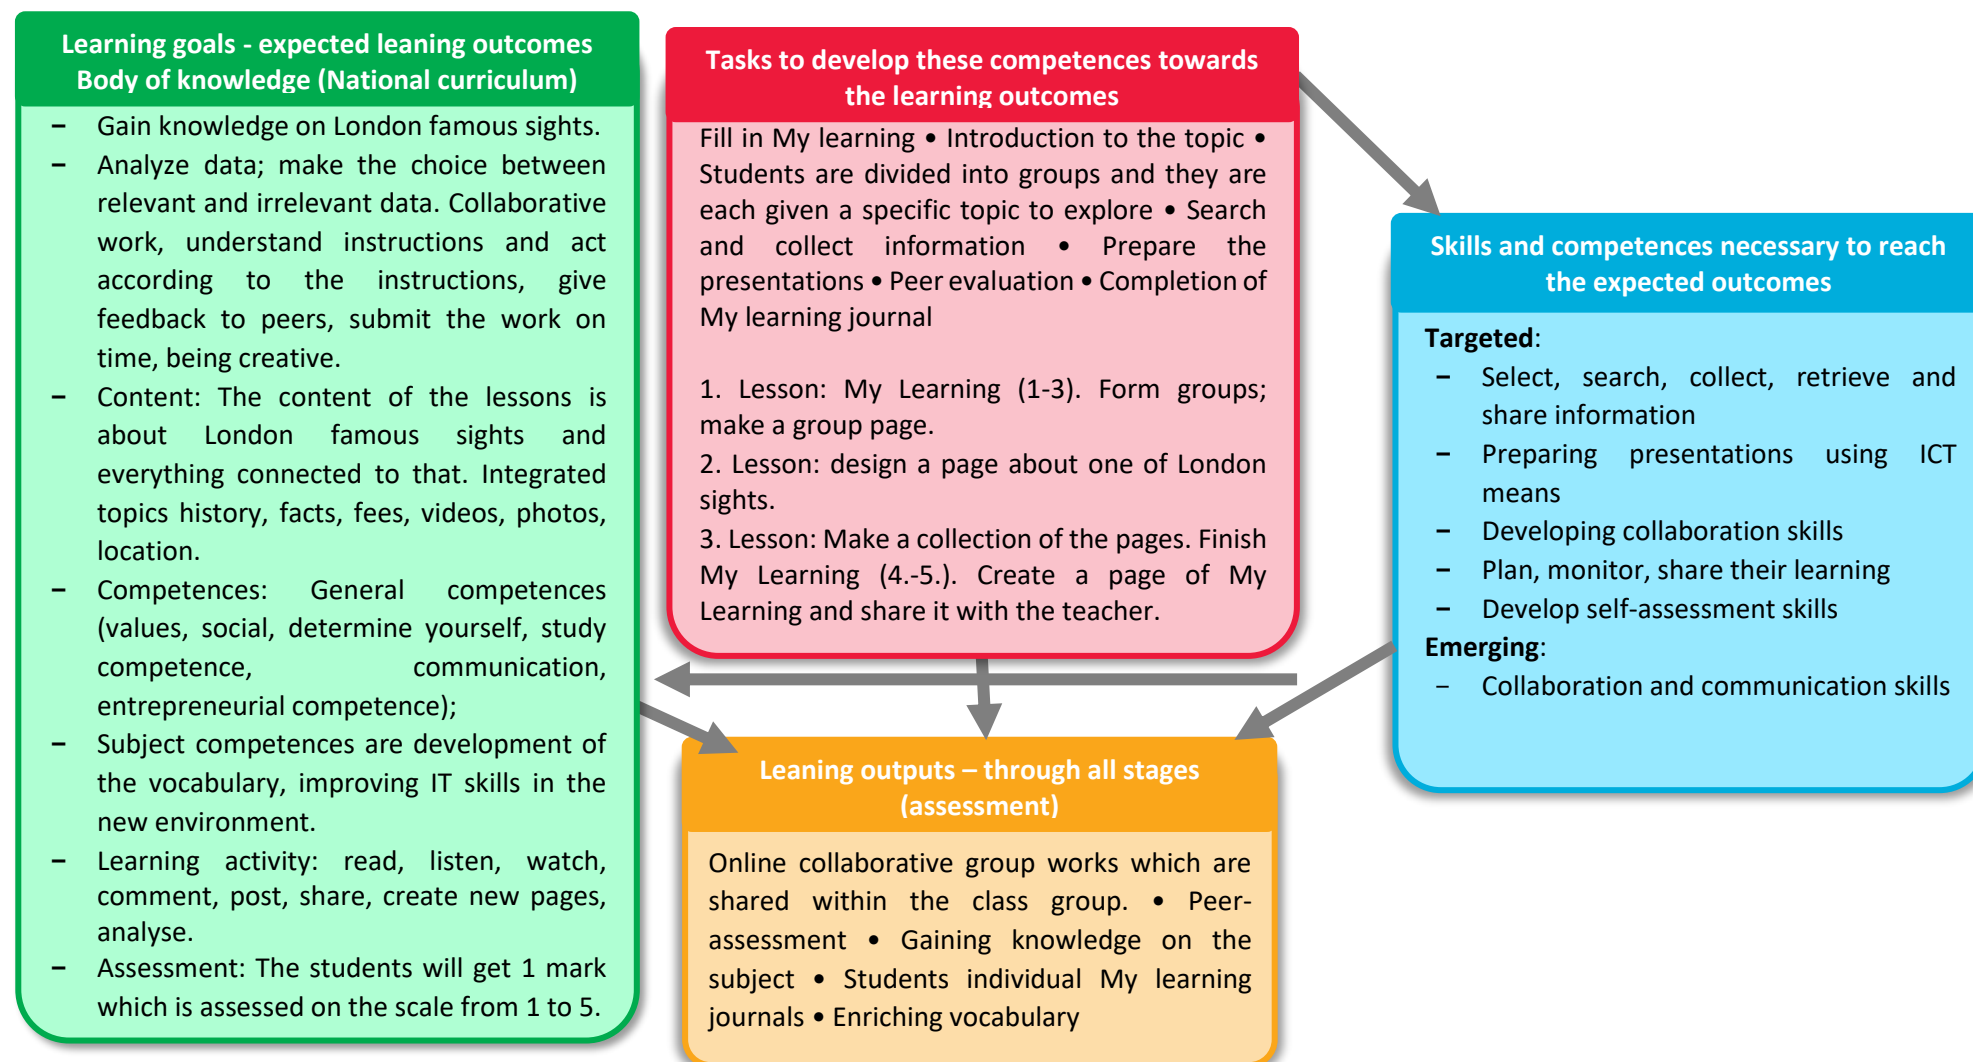 Learning goals - expected leaning outcomes
Body of knowledge (National curriculum)
– Gain knowledge on London famous sights.
– Analyze data; make the choice between
relevant and irrelevant data. Collaborative
work, understand instructions and act
according to the instructions, give
feedback to peers, submit the work on
time, being creative.
– Content: The content of the lessons is
about London famous sights and
everything connected to that. Integrated
topics history, facts, fees, videos, photos,
location.
– Competences: General competences
(values, social, determine yourself, study
competence, communication,
entrepreneurial competence);
– Subject competences are development of
the vocabulary, improving IT skills in the
new environment.
– Learning activity: read, listen, watch,
comment, post, share, create new pages,
analyse.
– Assessment: The students will get 1 mark
which is assessed on the scale from 1 to 5.
Tasks to develop these competences towards
the learning outcomes
Fill in My learning • Introduction to the topic •
Students are divided into groups and they are
each given a specific topic to explore • Search
and collect information • Prepare the
presentations • Peer evaluation • Completion of
My learning journal
1. Lesson: My Learning (1-3). Form groups;
make a group page.
2. Lesson: design a page about one of London
sights.
3. Lesson: Make a collection of the pages. Finish
My Learning (4.-5.). Create a page of My
Learning and share it with the teacher.
Skills and competences necessary to reach
the expected outcomes
Targeted:
– Select, search, collect, retrieve and
share information
– Preparing presentations using ICT
means
– Developing collaboration skills
– Plan, monitor, share their learning
– Develop self-assessment skills
Emerging:
– Collaboration and communication skills
Leaning outputs – through all stages
(assessment)
Online collaborative group works which are
shared within the class group. • Peer-
assessment • Gaining knowledge on the
subject • Students individual My learning
journals • Enriching vocabulary